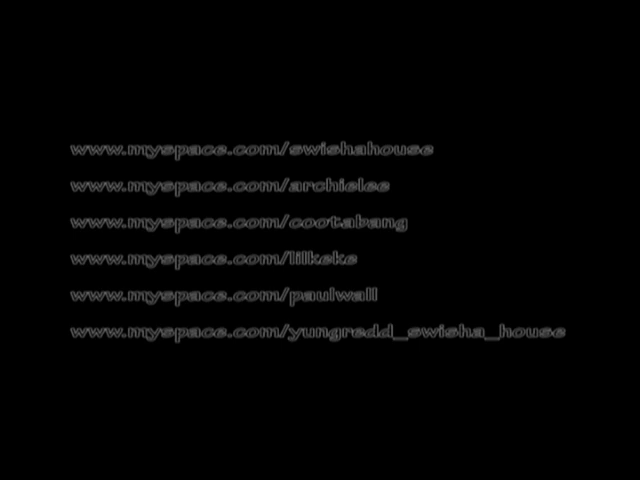 www.myspace.com/swishahouse
www.myspace.com/archielee
www.myspace.com/cootabang
www.myspace.com/lilkeke
www.myspace.com/paulwall
www.myspace.com/yungredd_swisha_house